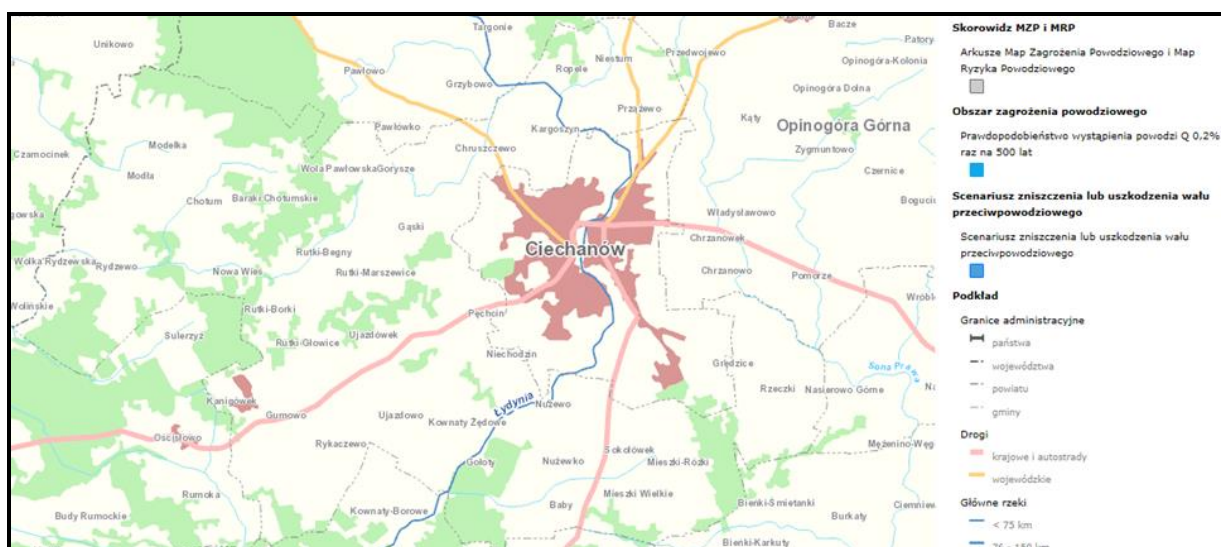 Targonie
Bacze
Unikowo
Patory
Przedwojewo
Niestum
Pawłowo
Ropele
Opinogóra-Kolonia
Grzybowo
Opinogóra Dolna
Przążewo
Pawłówko
Kargoszyn
Kąty
Opinogóra Górna
Czamocinek
Modełka
Chruszczewo
Zygmuntowo
Modła
Wola Pawłowska
Gorysze
Czernice
Chotum
Baraki Chotumskie
Bogucin
Gąski
Władysławowo
Rutki-Begny
Ciechanów
Chrzanówek
Wólka Rydzewska
Rydzewo
Nowa Wieś
Rutki-Marszewice
Chrzanowo
Pomorze
Wolińskie
Rutki-Borki
Pęchcin
Sulerzyż
Ujazdówek
Rutki-Głowice
Niechodzin
Grędzice
Sona Prawa
Rzeczki
Nasierowo Górne
Kanigówek
Łydynia
Nużewo
Gumowo
Ujazdowo
Kownaty Żędowe
Ościsłowo
Rykaczewo
Sokołówek
Gołoty
Nużewko
Mieszki-Różki
Rumoka
Mieszki Wielkie
Baby
Bieńki-Śmietanki
Budy Rumockie
Kownaty-Borowe
Burkaty
Bieńki-Karkuty
Skorowidz MZP i MRP
Arkusze Map Zagrożenia Powodziowego i Map
Ryzyka Powodziowego
Obszar zagrożenia powodziowego
Prawdopodobieństwo wystąpienia powodzi Q 0,2%
raz na 500 lat
Scenariusz zniszczenia lub uszkodzenia wału
przeciwpowodziowego
Scenariusz zniszczenia lub uszkodzenia wału
przeciwpowodziowego
Podkład
Granice administracyjne
państwa
województwa
powiatu
gminy
Drogi
krajowe i autostrady
wojewódzkie
Główne rzeki
< 75 km